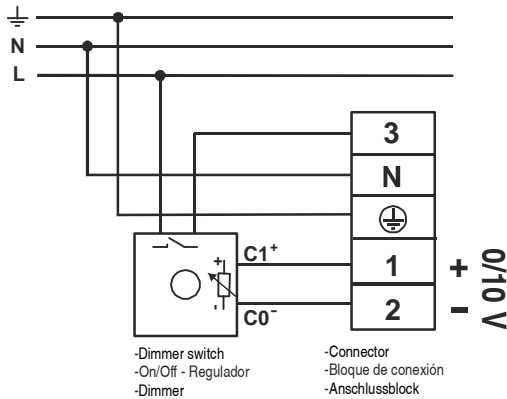 N
L
3
N
1
2
+
-
0/10 V
+
-
C1+
C0-
-Dimmer switch
-On/Off - Regulador
-Dimmer
-Connector
-Bloque de conexión
-Anschlussblock